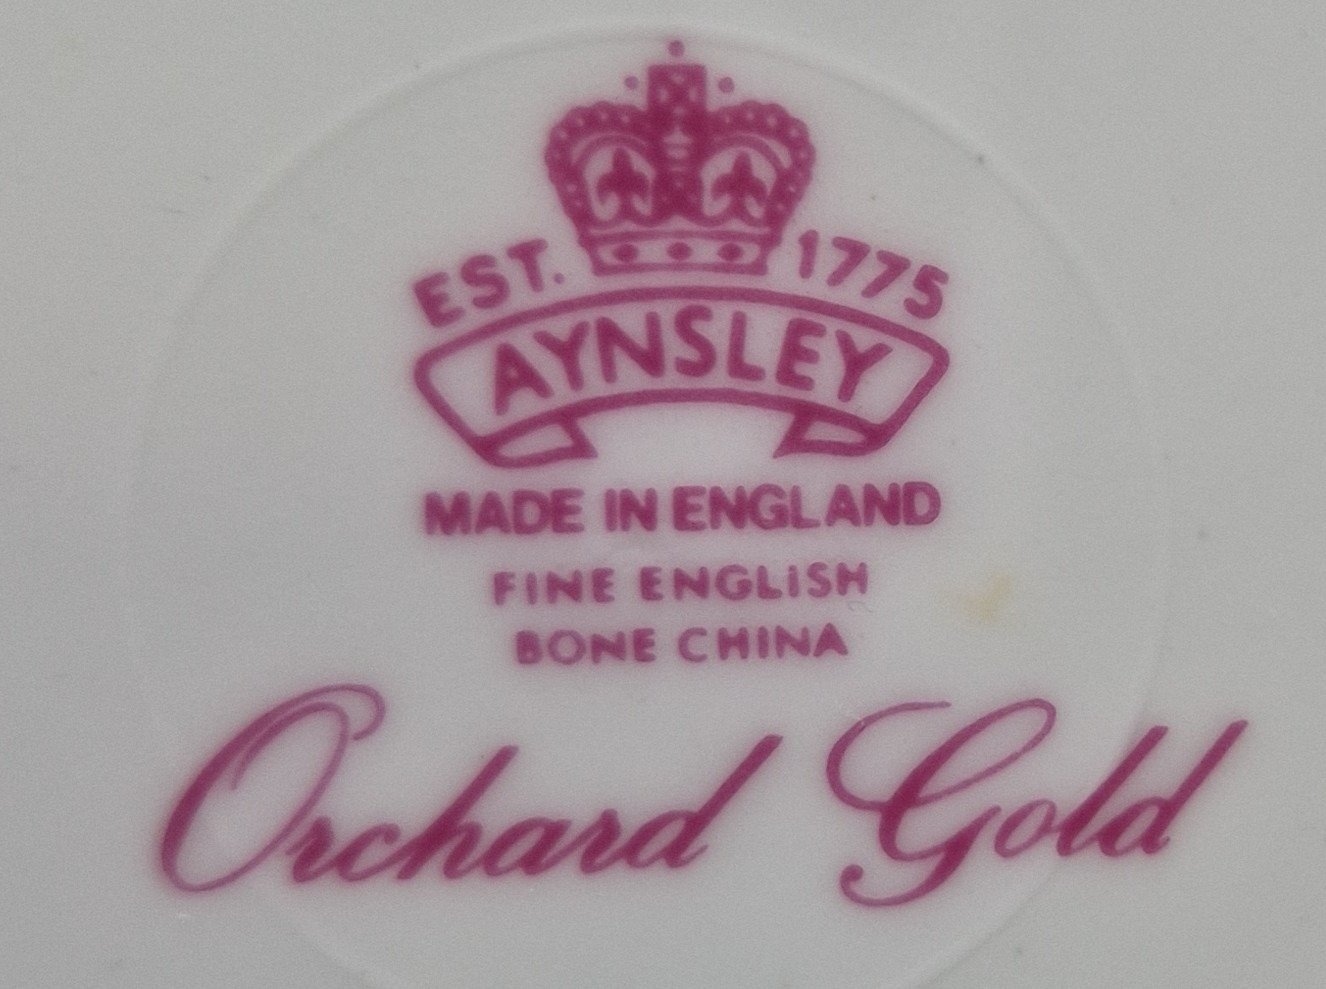 EST. 1775
AYNSLEY
MADE IN ENGLAND
FINE ENGLISH
BONE CHINA
Orchard Gold